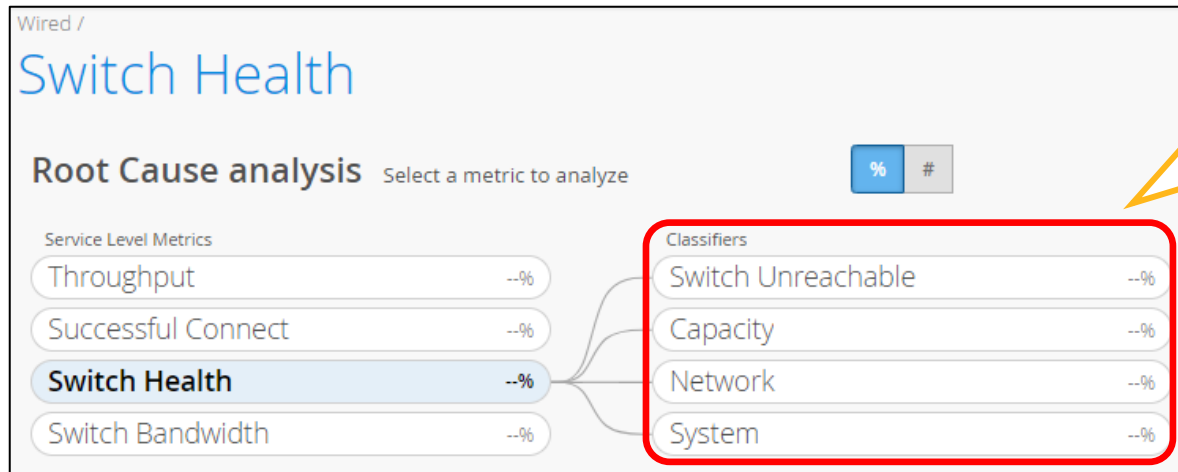 Wired /
Switch Health
Root Cause analysis Select a metric to analyze % #
Service Level Metrics
Throughput --%
Successful Connect --%
Switch Health --%
Switch Bandwidth --%
Classifiers
Switch Unreachable --%
Capacity --%
Network --%
System --%